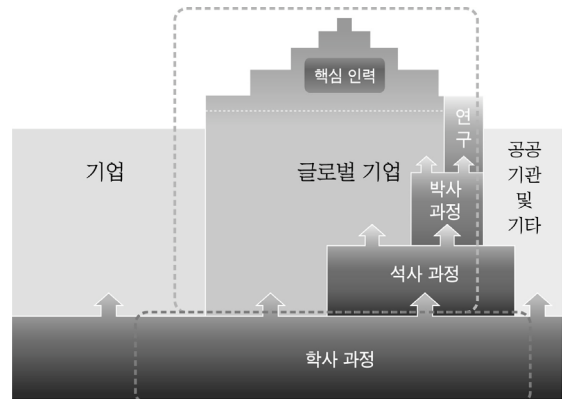 핵심 인력
연
구
기업
글로벌 기업
공공
기관
및
기타
박사
과정
석사 과정
학사 과정